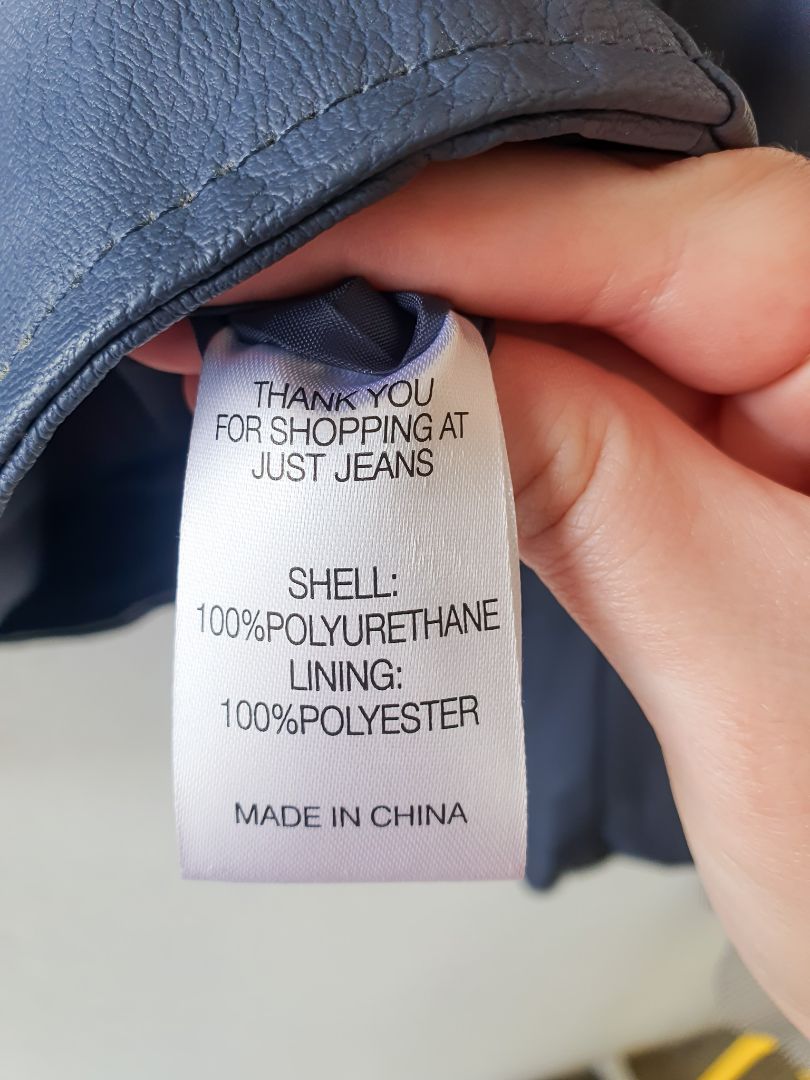 THANK YOU
FOR SHOPPING AT
JUST JEANS
SHELL:
100%POLYURETHANE
LINING:
100%POLYESTER
MADE IN CHINA